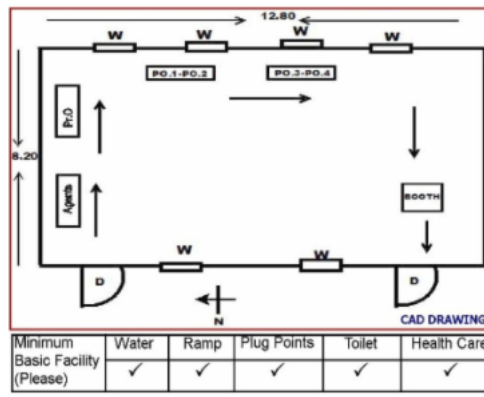 12.80
W W W W
PO.1-PO.2 PO.3-PO.4
Pr.O
8.20
Agents
BOOTH
W W
D D
N
CAD DRAWING
Minimum Basic Facility (Please) Water Ramp Plug Points Toilet Health Care
✓ ✓ ✓ ✓ ✓